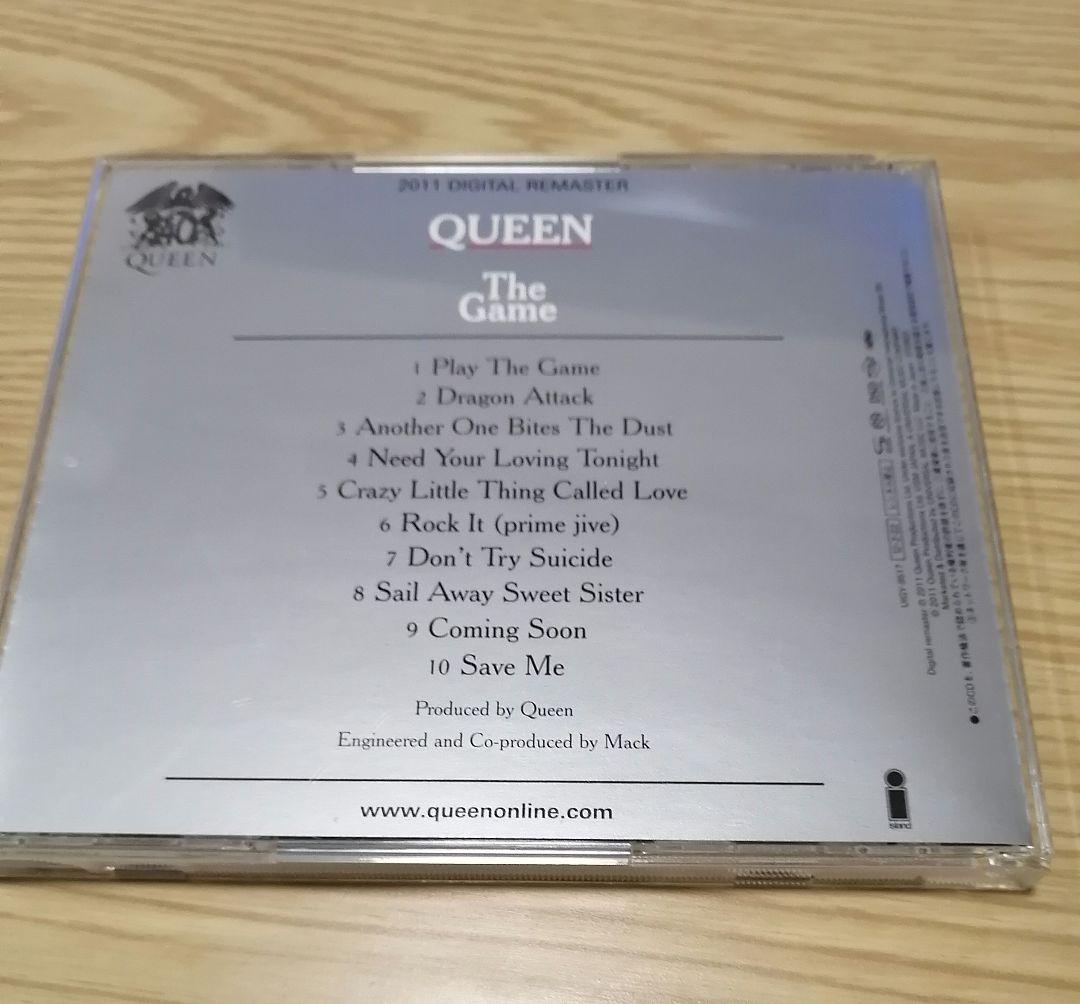 2011 DIGITAL REMASTER
40
QUEEN
QUEEN
The
Game
1 Play The Game
2 Dragon Attack
3 Another One Bites The Dust
4 Need Your Loving Tonight
5 Crazy Little Thing Called Love
6 Rock It (prime jive)
7 Don't Try Suicide
8 Sail Away Sweet Sister
9 Coming Soon
10 Save Me
Produced by Queen
Engineered and Co-produced by Mack
www.queenonline.com
Island